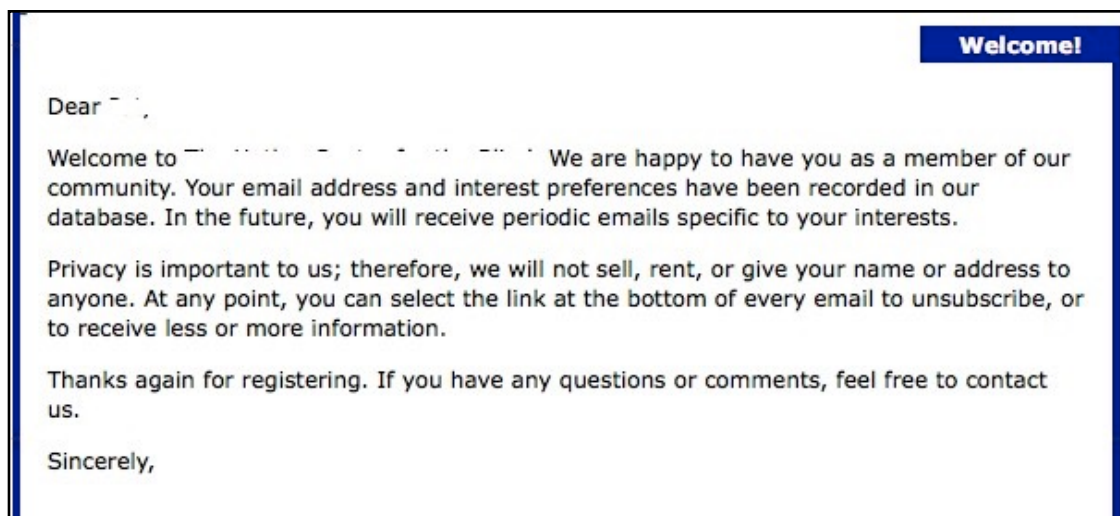 Welcome!
Dear ,
Welcome to We are happy to have you as a member of our
community. Your email address and interest preferences have been recorded in our
database. In the future, you will receive periodic emails specific to your interests.
Privacy is important to us; therefore, we will not sell, rent, or give your name or address to
anyone. At any point, you can select the link at the bottom of every email to unsubscribe, or
to receive less or more information.
Thanks again for registering. If you have any questions or comments, feel free to contact
us.
Sincerely,